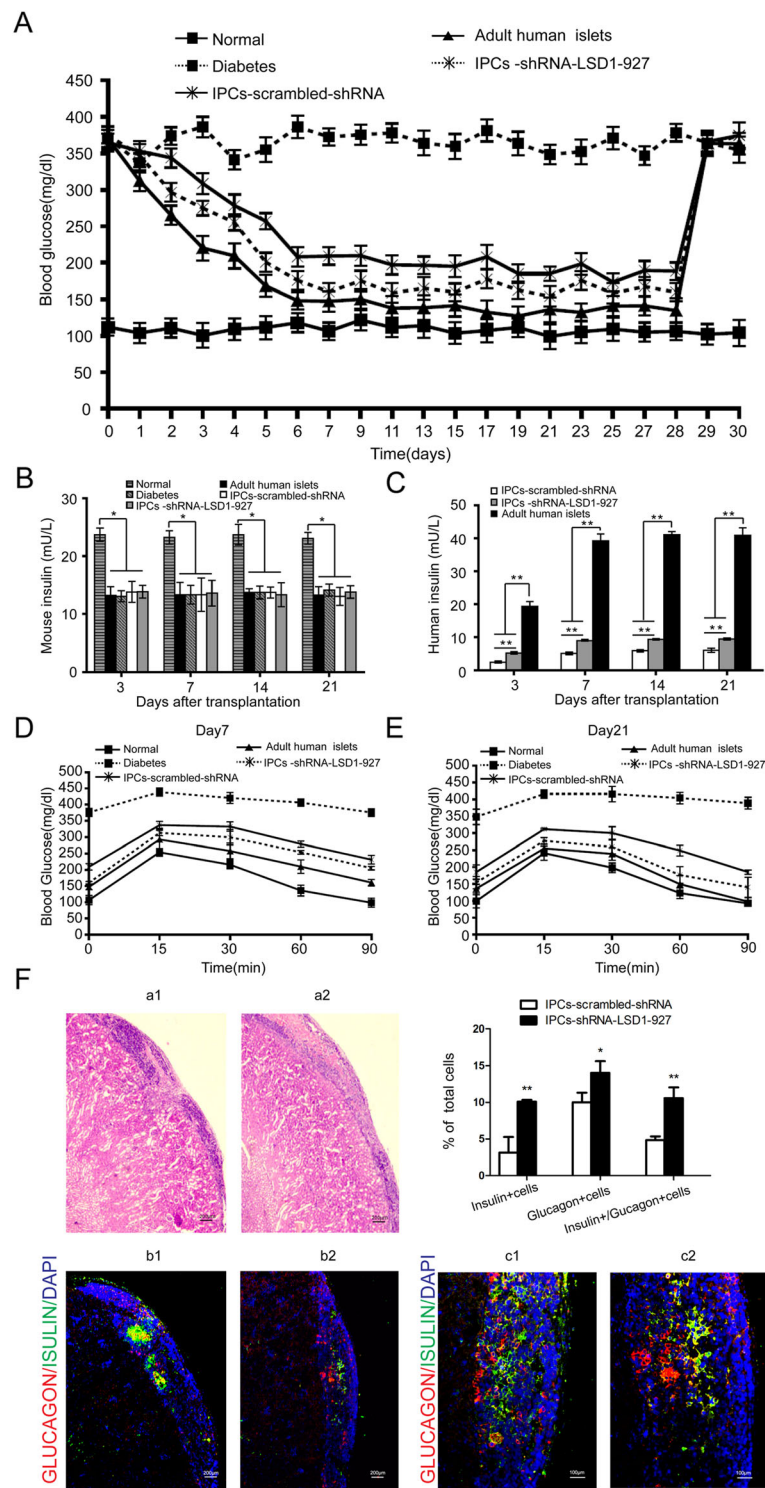 A
Normal
Diabetes
IPCs-scrambled-shRNA
Adult human islets
IPCs -shRNA-LSD1-927
Blood glucose(mg/dl)
450
400
350
300
250
200
150
100
50
0
0 1 2 3 4 5 6 7 9 11 13 15 17 19 21 23 25 27 28 29 30
Time(days)
B
Normal
Diabetes
IPCs -shRNA-LSD1-927
Adult human islets
IPCs-scrambled-shRNA
Mouse insulin (mU/L)
30
20
10
0
* * * *
3 7 14 21
Days after transplantation
C
IPCs-scrambled-shRNA
IPCs -shRNA-LSD1-927
Adult human islets
Human insulin (mU/L)
50
40
30
20
10
0
** ** ** **
** ** ** **
3 7 14 21
Days after transplantation
D
Day7
Normal
Diabetes
IPCs-scrambled-shRNA
Adult human islets
IPCs -shRNA-LSD1-927
Blood Glucose(mg/dl)
500
450
400
350
300
250
200
150
100
50
0
0 15 30 60 90
Time(min)
E
Day21
Normal
Diabetes
IPCs-scrambled-shRNA
Adult human islets
IPCs -shRNA-LSD1-927
Blood Glucose(mg/dl)
500
450
400
350
300
250
200
150
100
50
0
0 15 30 60 90
Time(min)
F
a1
a2
200μm
200μm
IPCs-scrambled-shRNA
IPCs-shRNA-LSD1-927
% of total cells
20
15
10
5
0
** * **
Insulin+cells
Glucagon+cells
Insulin+/Gucagon+cells
b1
b2
c1
c2
GLUCAGON/ISULIN/DAPI
200μm
200μm
GLUCAGON/ISULIN/DAPI
100μm
100μm